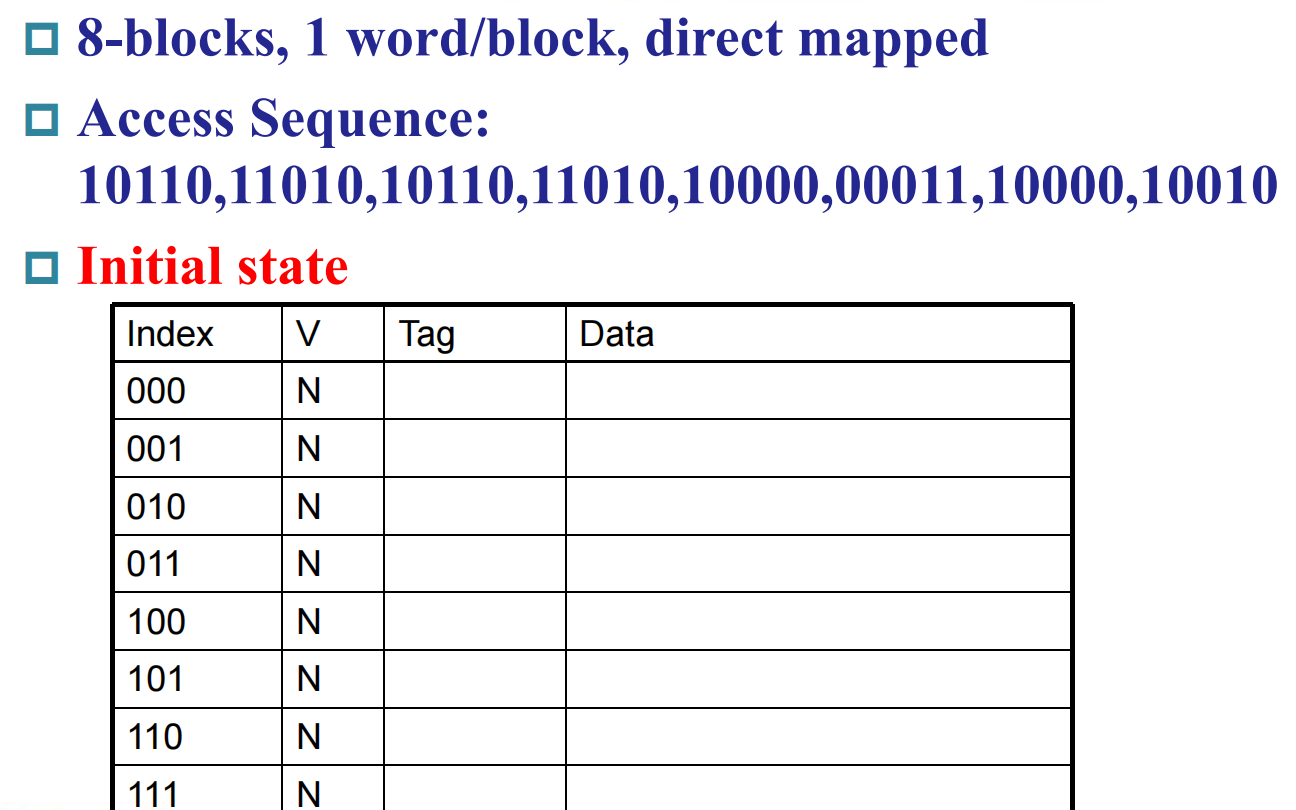 8-blocks, 1 word/block, direct mapped
Access Sequence:
10110,11010,10110,11010,10000,00011,10000,10010
Initial state
Index V Tag Data
000 N
001 N
010 N
011 N
100 N
101 N
110 N
111 N